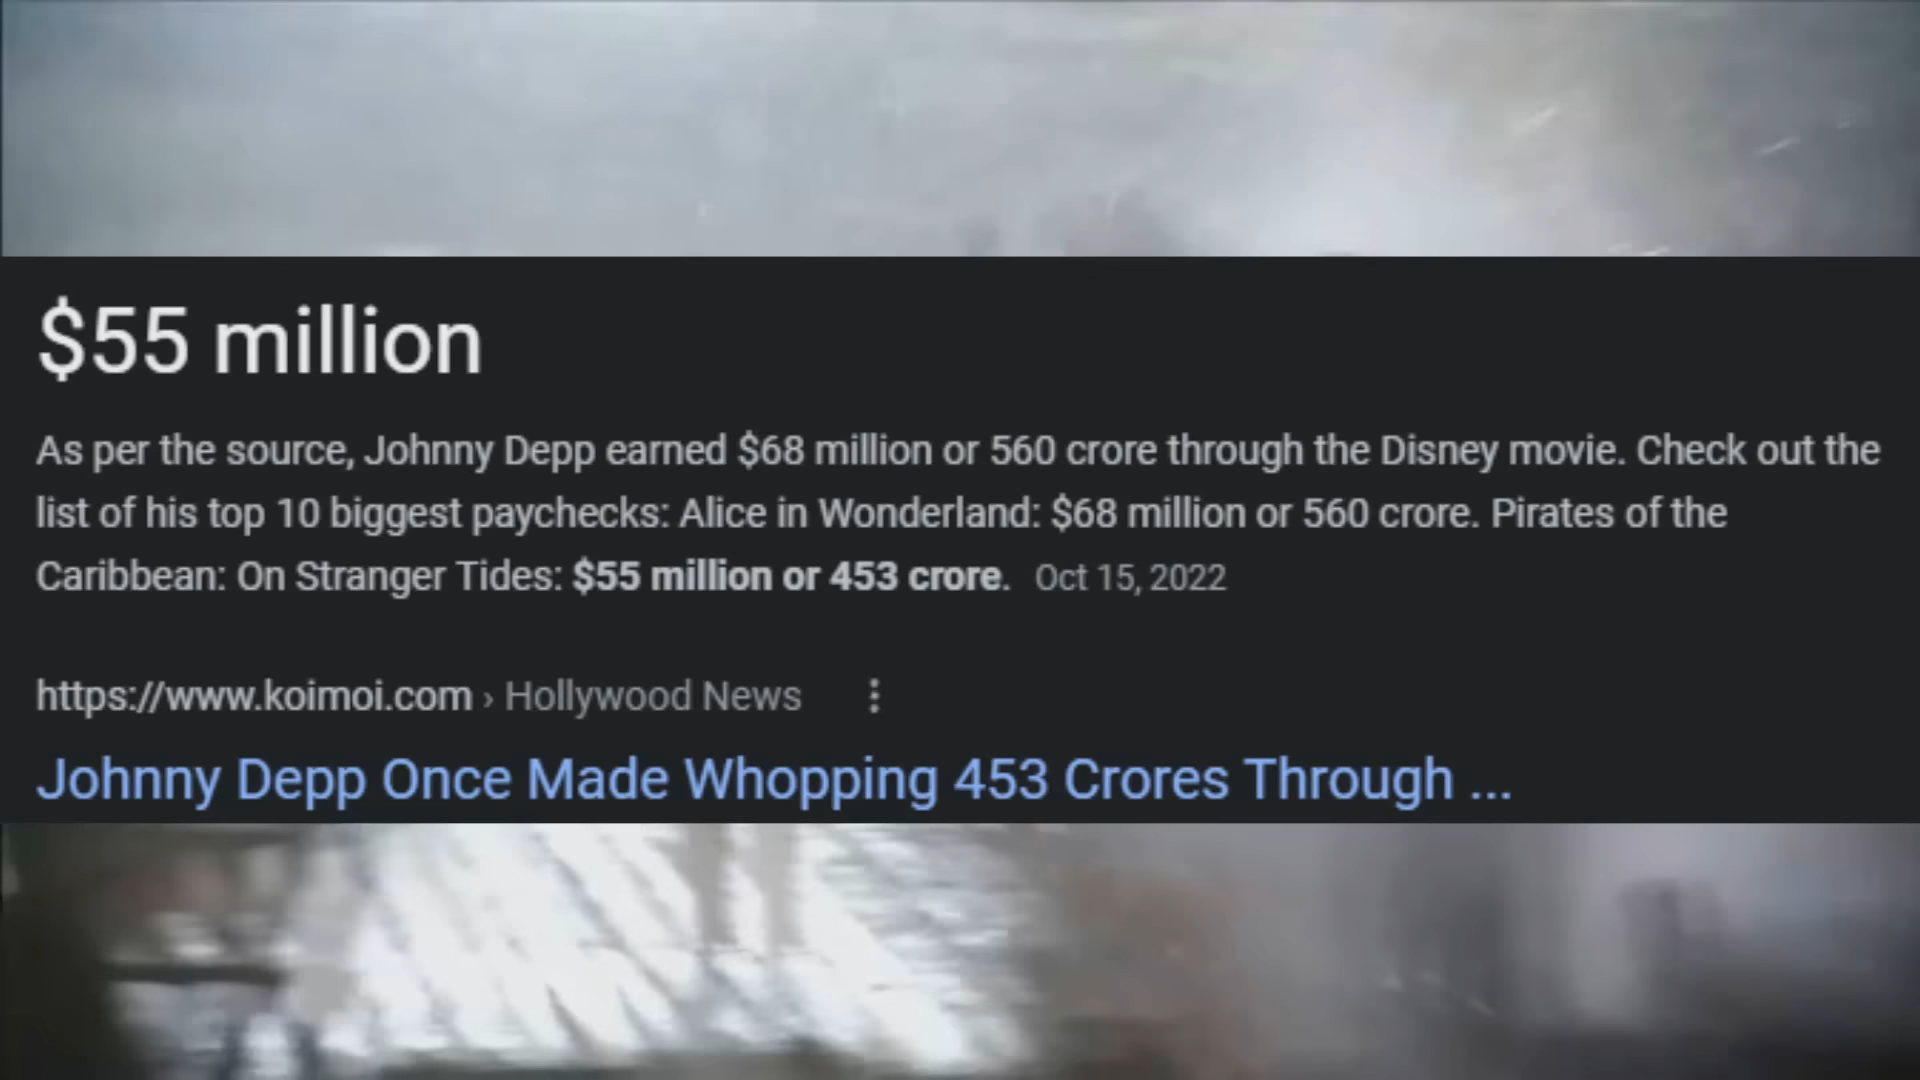 $55 million
As per the source, Johnny Depp earned $68 million or 560 crore through the Disney movie. Check out the
list of his top 10 biggest paychecks: Alice in Wonderland: $68 million or 560 crore. Pirates of the
Caribbean: On Stranger Tides: $55 million or 453 crore. Oct 15, 2022
https://www.koimoi.com › Hollywood News
Johnny Depp Once Made Whopping 453 Crores Through ...